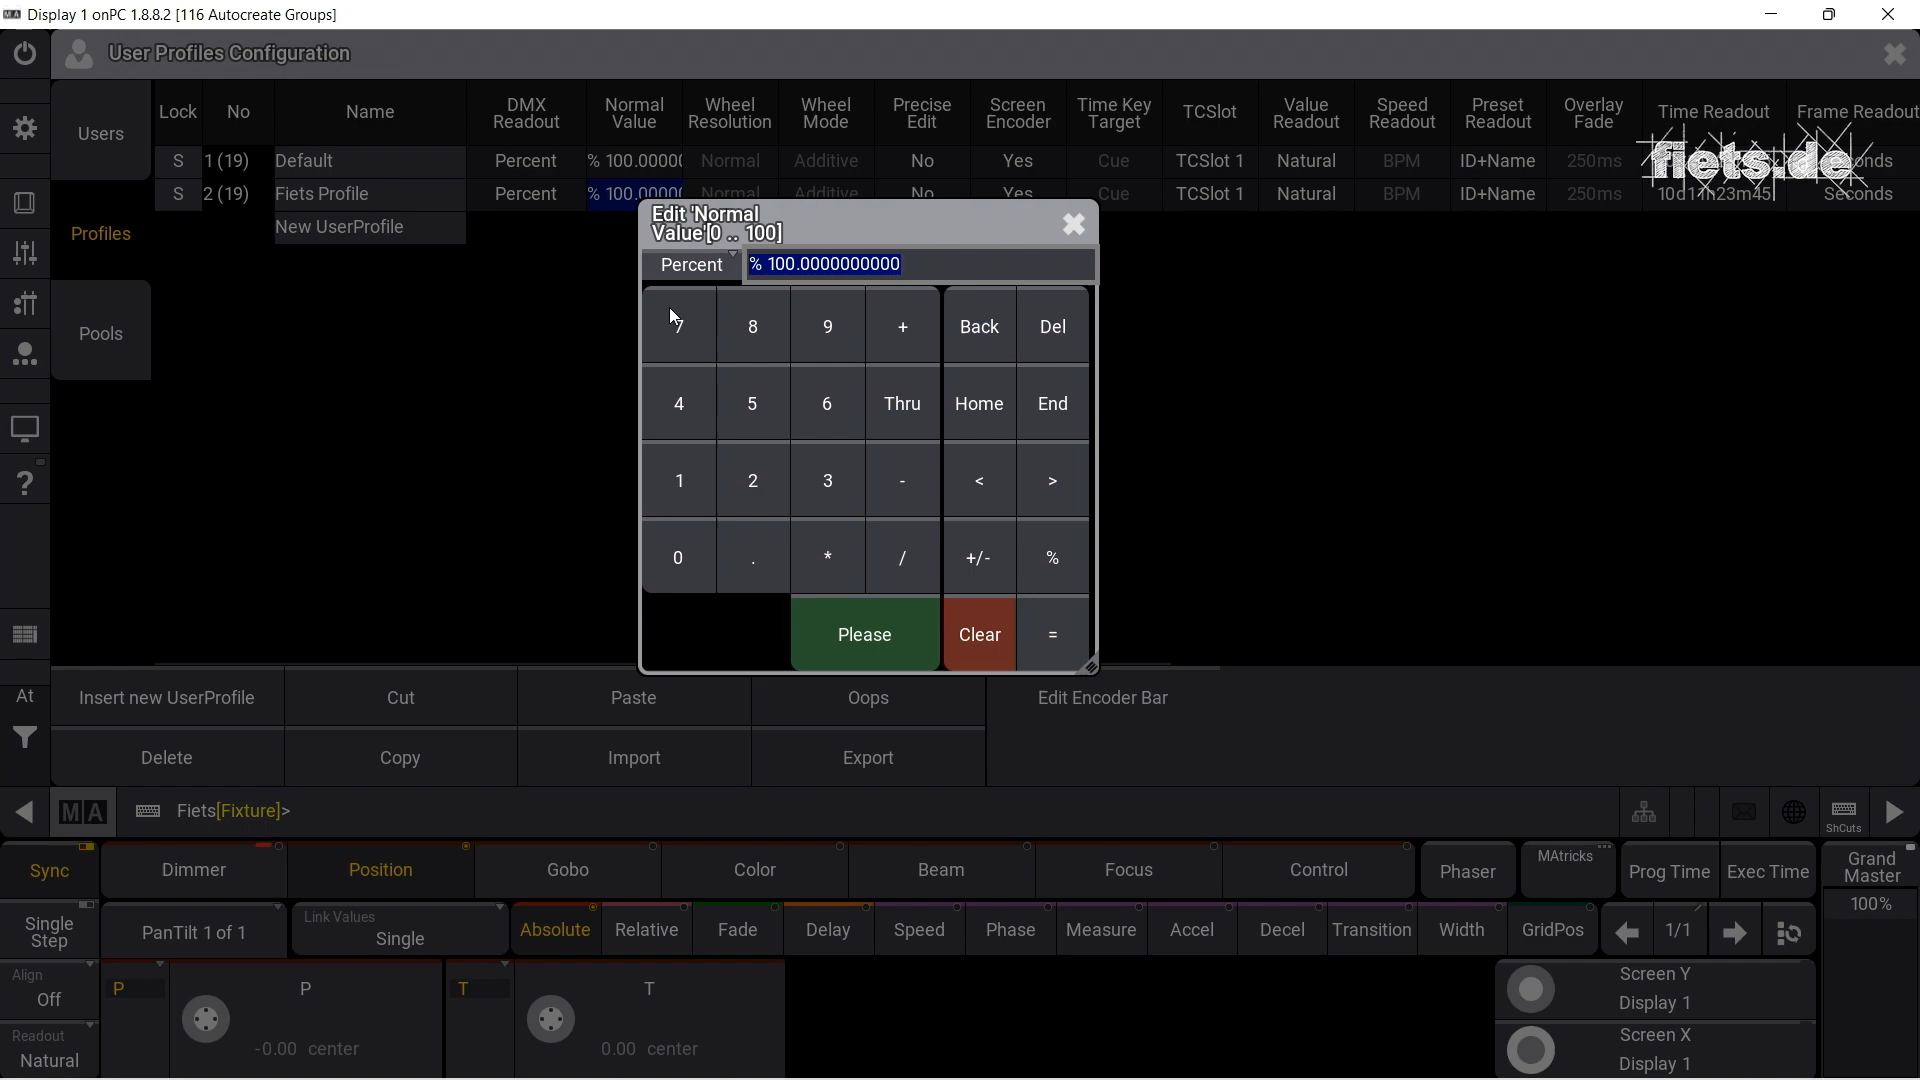 Display 1 onPC 1.8.8.2 [116 Autocreate Groups]
User Profiles Configuration
Users
Profiles
Pools
Lock No Name DMX Readout Normal Value Wheel Resolution Wheel Mode Precise Edit Screen Encoder Time Key Target TCSlot Value Readout Speed Readout Preset Readout Overlay Fade Time Readout Frame Readout
S 1 (19) Default Percent % 100.0000 Normal Additive No Yes Cue TCSlot 1 Natural BPM ID+Name 250ms
fiets.de
S 2 (19) Fiets Profile Percent % 100.0000 Normal Additive No Yes Cue TCSlot 1 Natural BPM ID+Name 250ms 10d11h23m45 Seconds
New UserProfile
Edit 'Normal
Value'[0 .. 100]
Percent % 100.0000000000
7 8 9 + Back Del
4 5 6 Thru Home End
1 2 3 - < >
0 . * / +/- %
Please Clear =
At
Insert new UserProfile Cut Paste Oops Edit Encoder Bar
Delete Copy Import Export
MA Fiets[Fixture]> ShCuts
Sync Dimmer Position Gobo Color Beam Focus Control Phaser MAtricks Prog Time Exec Time Grand Master
100%
Single Step PanTilt 1 of 1 Link Values Single Absolute Relative Fade Delay Speed Phase Measure Accel Decel Transition Width GridPos 1/1
Align Off P P T T Screen Y
Display 1
Readout Natural -0.00 center 0.00 center Screen X
Display 1